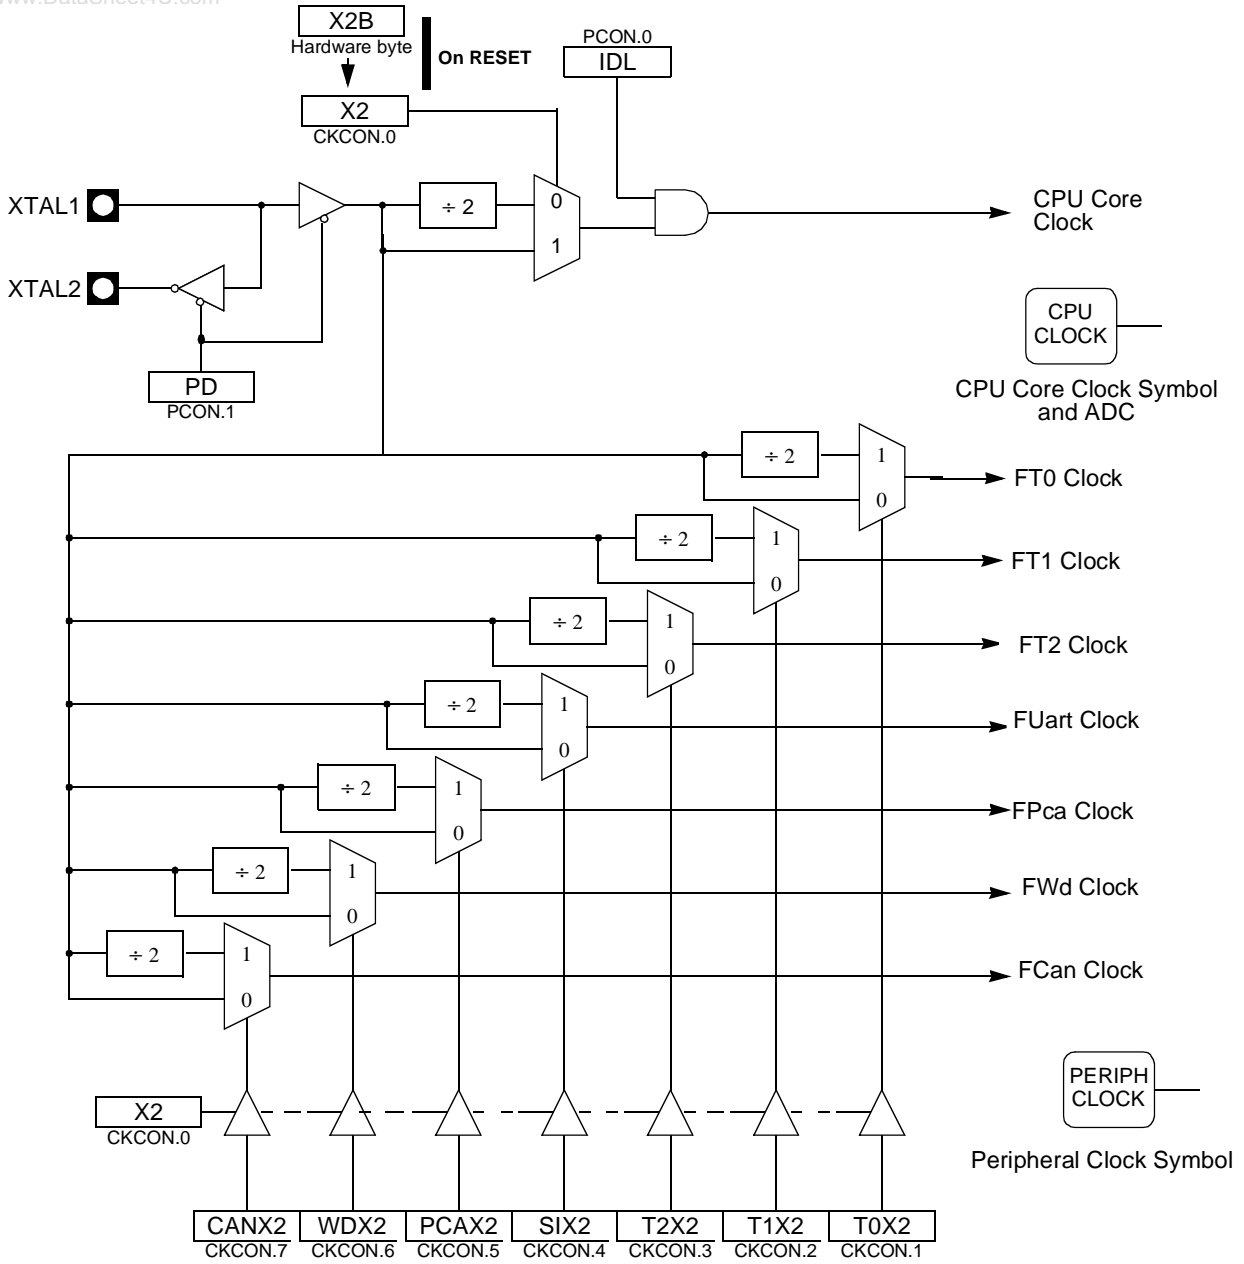 www.DataSheet4U.com
X2B
Hardware byte
On RESET
PCON.0
IDL
X2
CKCON.0
XTAL1
÷ 2
0
1
CPU Core
Clock
XTAL2
PD
PCON.1
CPU
CLOCK
CPU Core Clock Symbol
and ADC
÷ 2
1
0
FT0 Clock
÷ 2
1
0
FT1 Clock
÷ 2
1
0
FT2 Clock
÷ 2
1
0
FUart Clock
÷ 2
1
0
FPca Clock
÷ 2
1
0
FWd Clock
÷ 2
1
0
FCan Clock
X2
CKCON.0
PERIPH
CLOCK
Peripheral Clock Symbol
CANX2
CKCON.7
WDX2
CKCON.6
PCAX2
CKCON.5
SIX2
CKCON.4
T2X2
CKCON.3
T1X2
CKCON.2
T0X2
CKCON.1